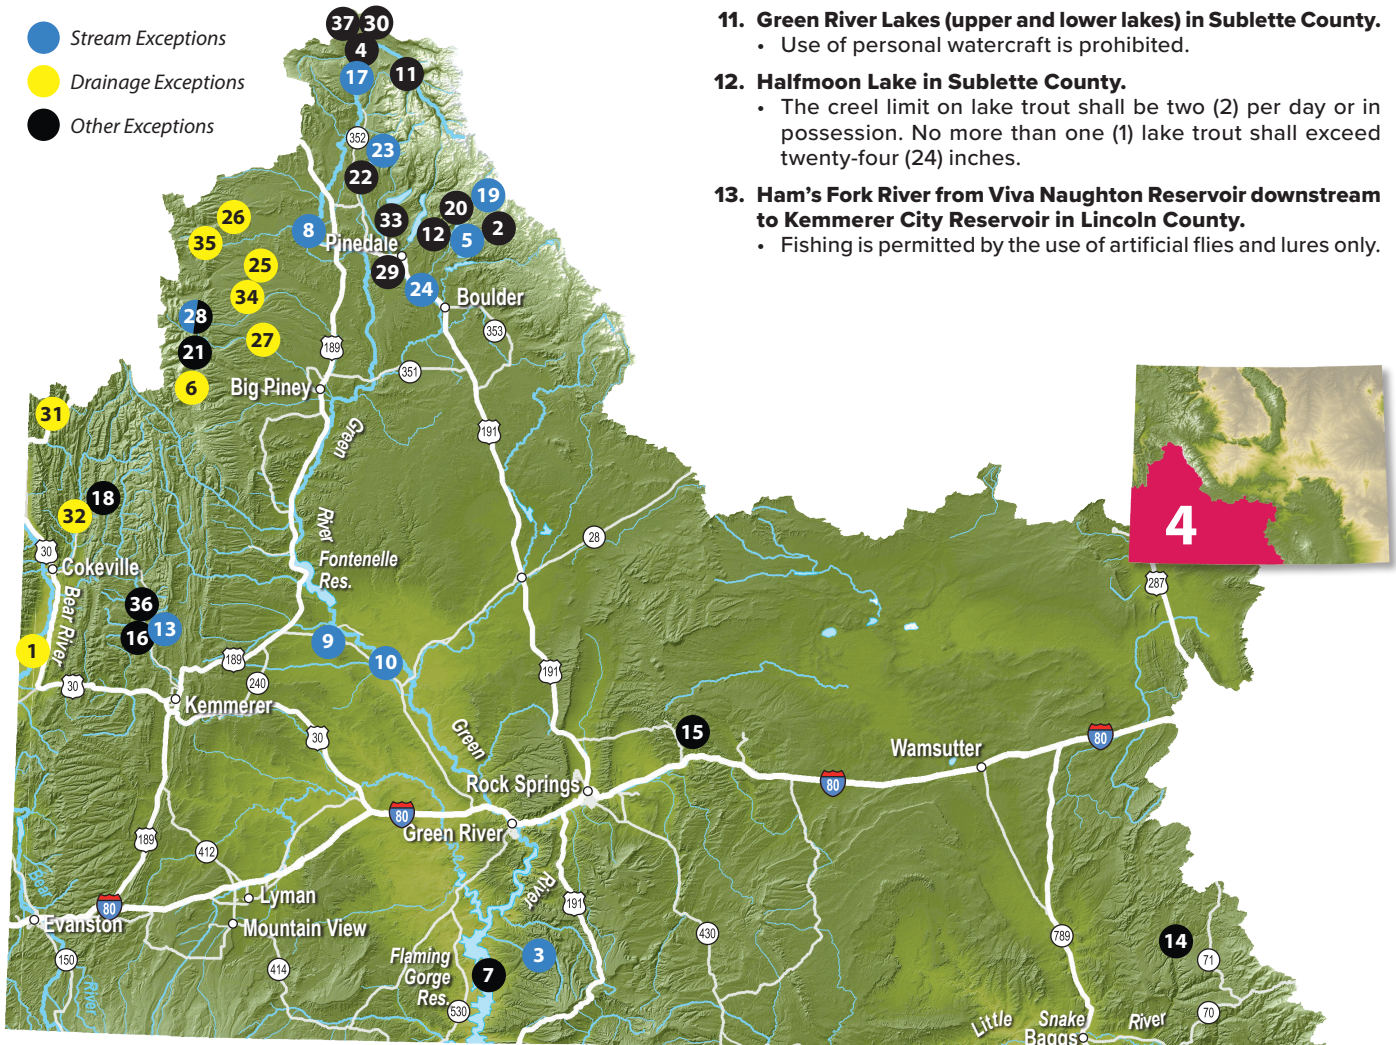 Stream Exceptions
Drainage Exceptions
Other Exceptions
11. Green River Lakes (upper and lower lakes) in Sublette County.
• Use of personal watercraft is prohibited.
12. Halfmoon Lake in Sublette County.
• The creel limit on lake trout shall be two (2) per day or in
possession. No more than one (1) lake trout shall exceed
twenty-four (24) inches.
13. Ham's Fork River from Viva Naughton Reservoir downstream
to Kemmerer City Reservoir in Lincoln County.
• Fishing is permitted by the use of artificial flies and lures only.
37 30
4
17 11
352
23
22
19
20
26
33
2
8
12
5
35
Pinedale
25
29
34
24
Boulder
28
353
27
189
21
351
6
Big Piney
31
Green
191
18
32
River
28
30
Fontenelle
Res.
Cokeville
4
287
Bear River
36
13
16
9
1
189
10
191
30
240
Kemmerer
30
Green
15
80
Wamsutter
80
Rock Springs
80
Green River
189
412
Bear
River
Lyman
191
80
Evanston
Mountain View
430
789
14
150
Flaming
Gorge
Res.
3
71
414
7
River
530
70
Little Snake River
Baggs